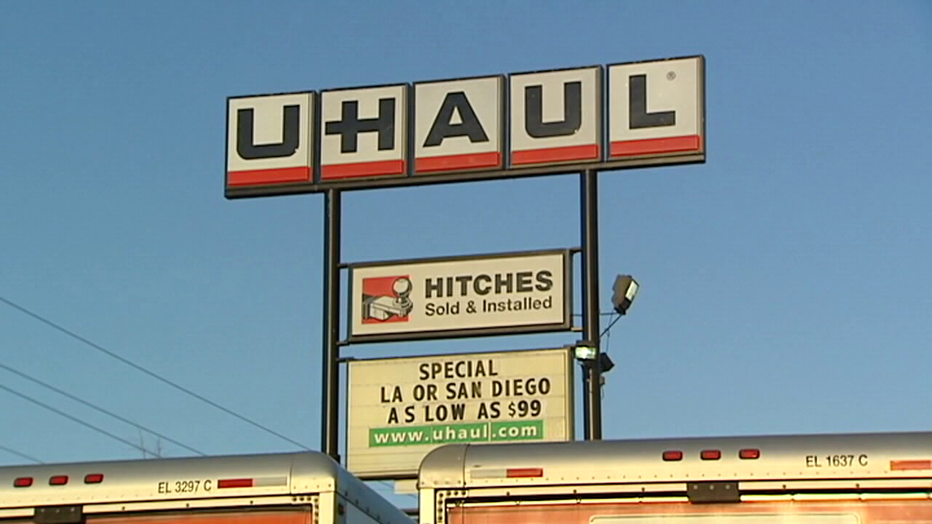 U-HAUL®
HITCHES
Sold & Installed
SPECIAL
LA OR SAN DIEGO
AS LOW AS $99
www.uhaul.com
EL 3297 C
EL 1637 C